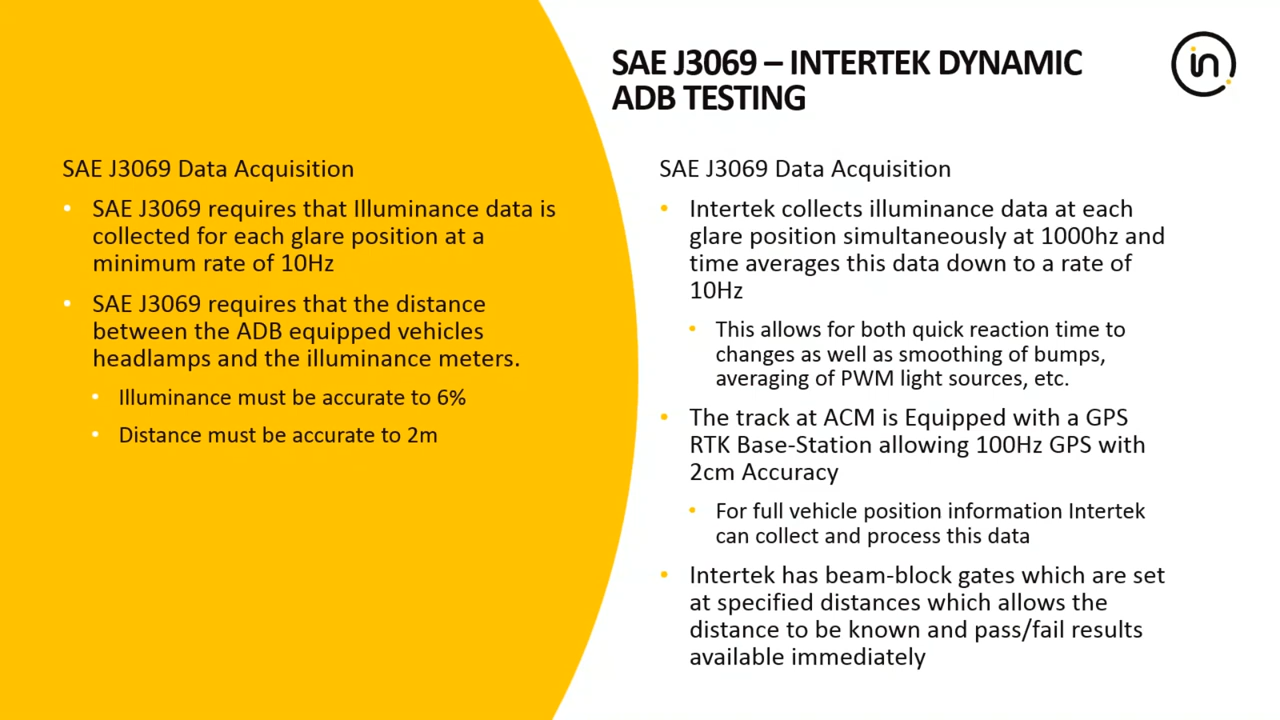 SAE J3069 – INTERTEK DYNAMIC
ADB TESTING
in
SAE J3069 Data Acquisition
• SAE J3069 requires that Illuminance data is
collected for each glare position at a
minimum rate of 10Hz
• SAE J3069 requires that the distance
between the ADB equipped vehicles
headlamps and the illuminance meters.
• Illuminance must be accurate to 6%
• Distance must be accurate to 2m
SAE J3069 Data Acquisition
• Intertek collects illuminance data at each
glare position simultaneously at 1000hz and
time averages this data down to a rate of
10Hz
• This allows for both quick reaction time to
changes as well as smoothing of bumps,
averaging of PWM light sources, etc.
• The track at ACM is Equipped with a GPS
RTK Base-Station allowing 100Hz GPS with
2cm Accuracy
• For full vehicle position information Intertek
can collect and process this data
• Intertek has beam-block gates which are set
at specified distances which allows the
distance to be known and pass/fail results
available immediately